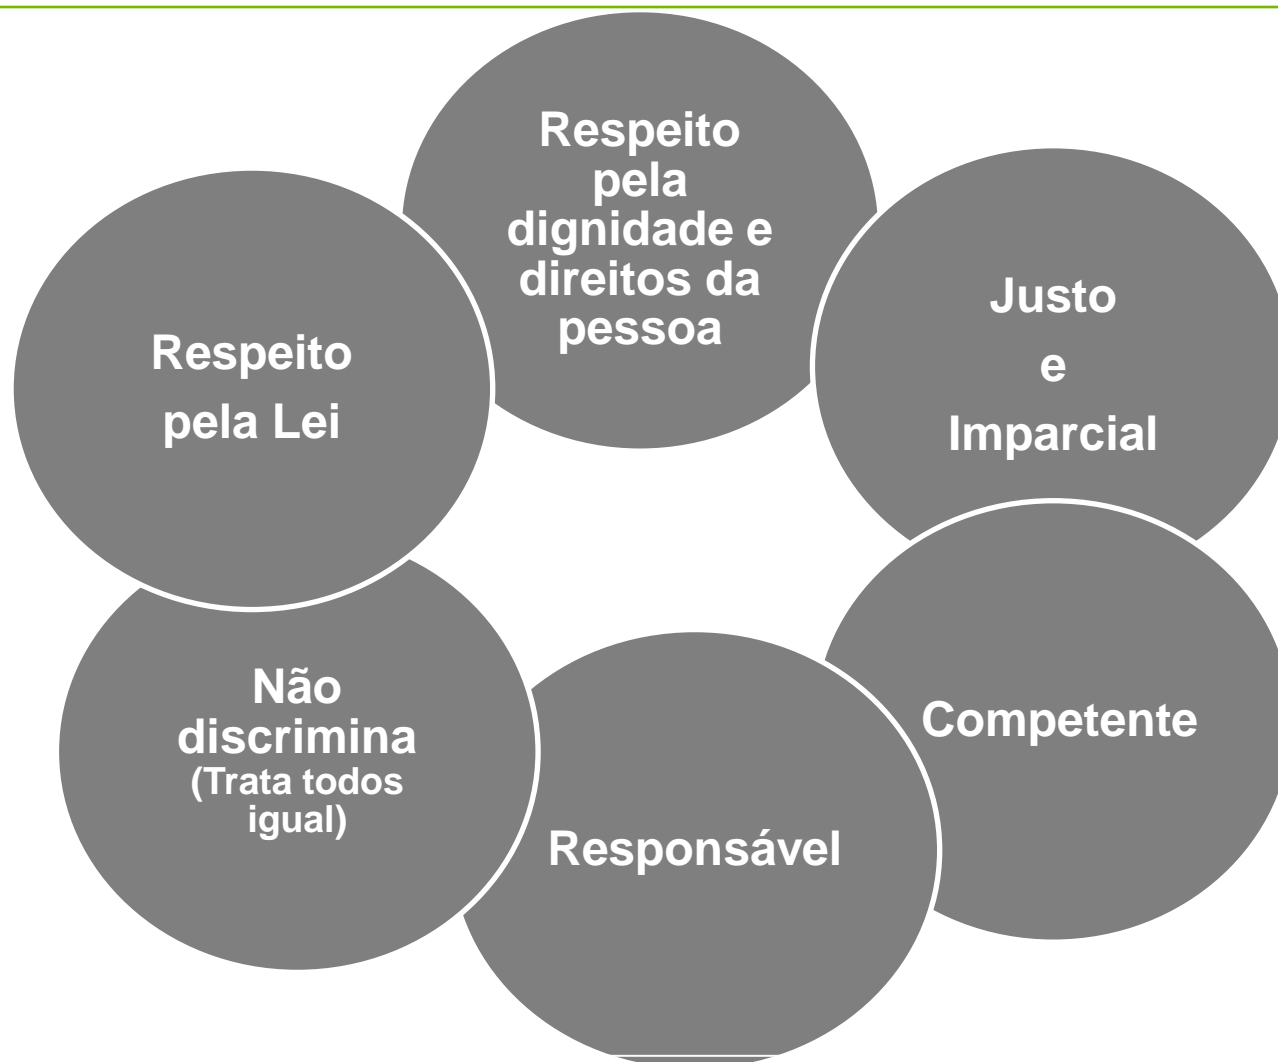 Respeito
pela
dignidade e
direitos da
pessoa
Justo
e
Imparcial
Respeito
pela Lei
Competente
Não
discrimina
(Trata todos
igual)
Responsável